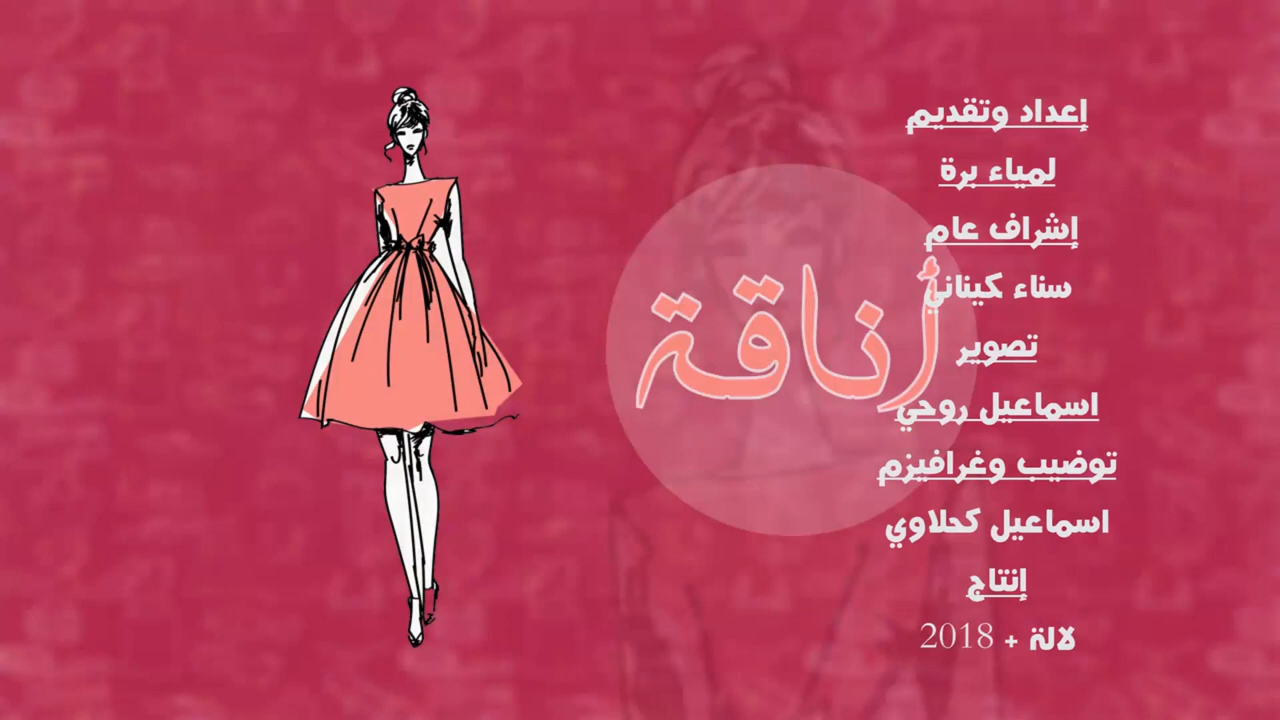 أناقة
إعداد وتقديم
لمياء برة
إشراف عام
سناء كيناني
تصوير
اسماعيل روحي
توضيب وغرافيزم
اسماعيل كحلاوي
إنتاج
لالة + 2018